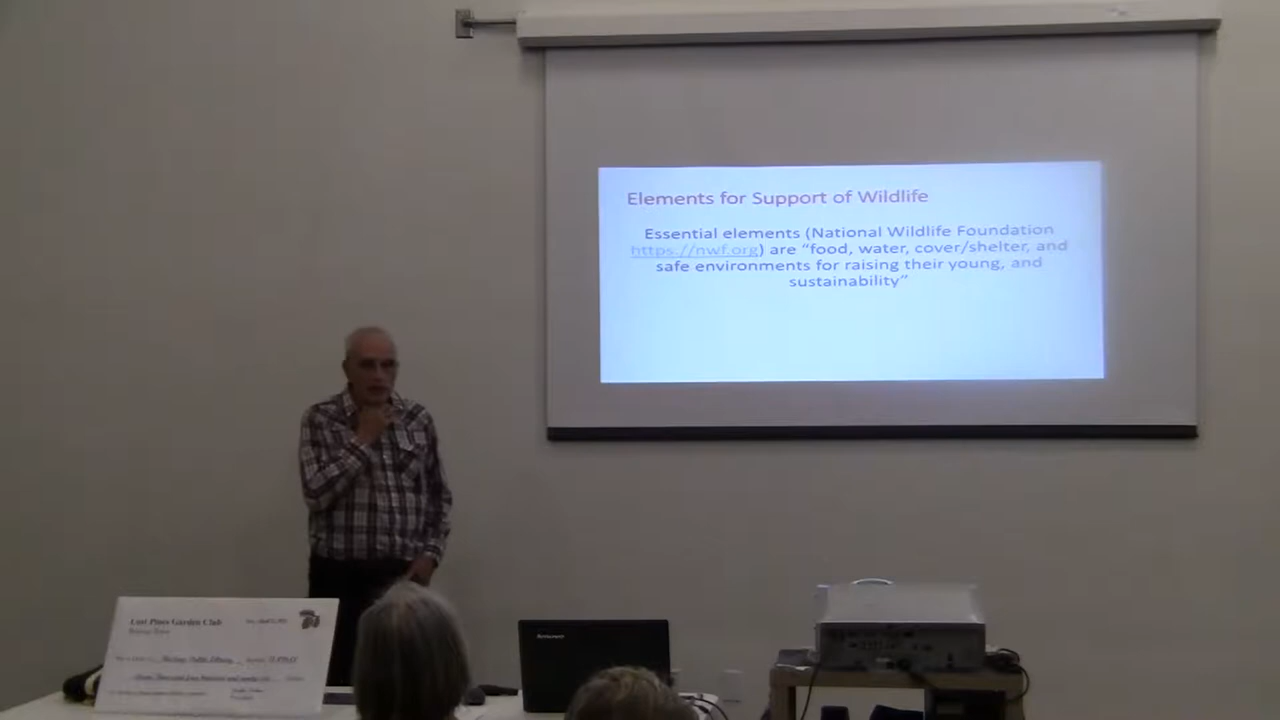 Elements for Support of Wildlife
Essential elements (National Wildlife Foundation
https://nwf.org) are “food, water, cover/shelter, and
safe environments for raising their young, and
sustainability”
Lost Pines Garden Club
lenovo